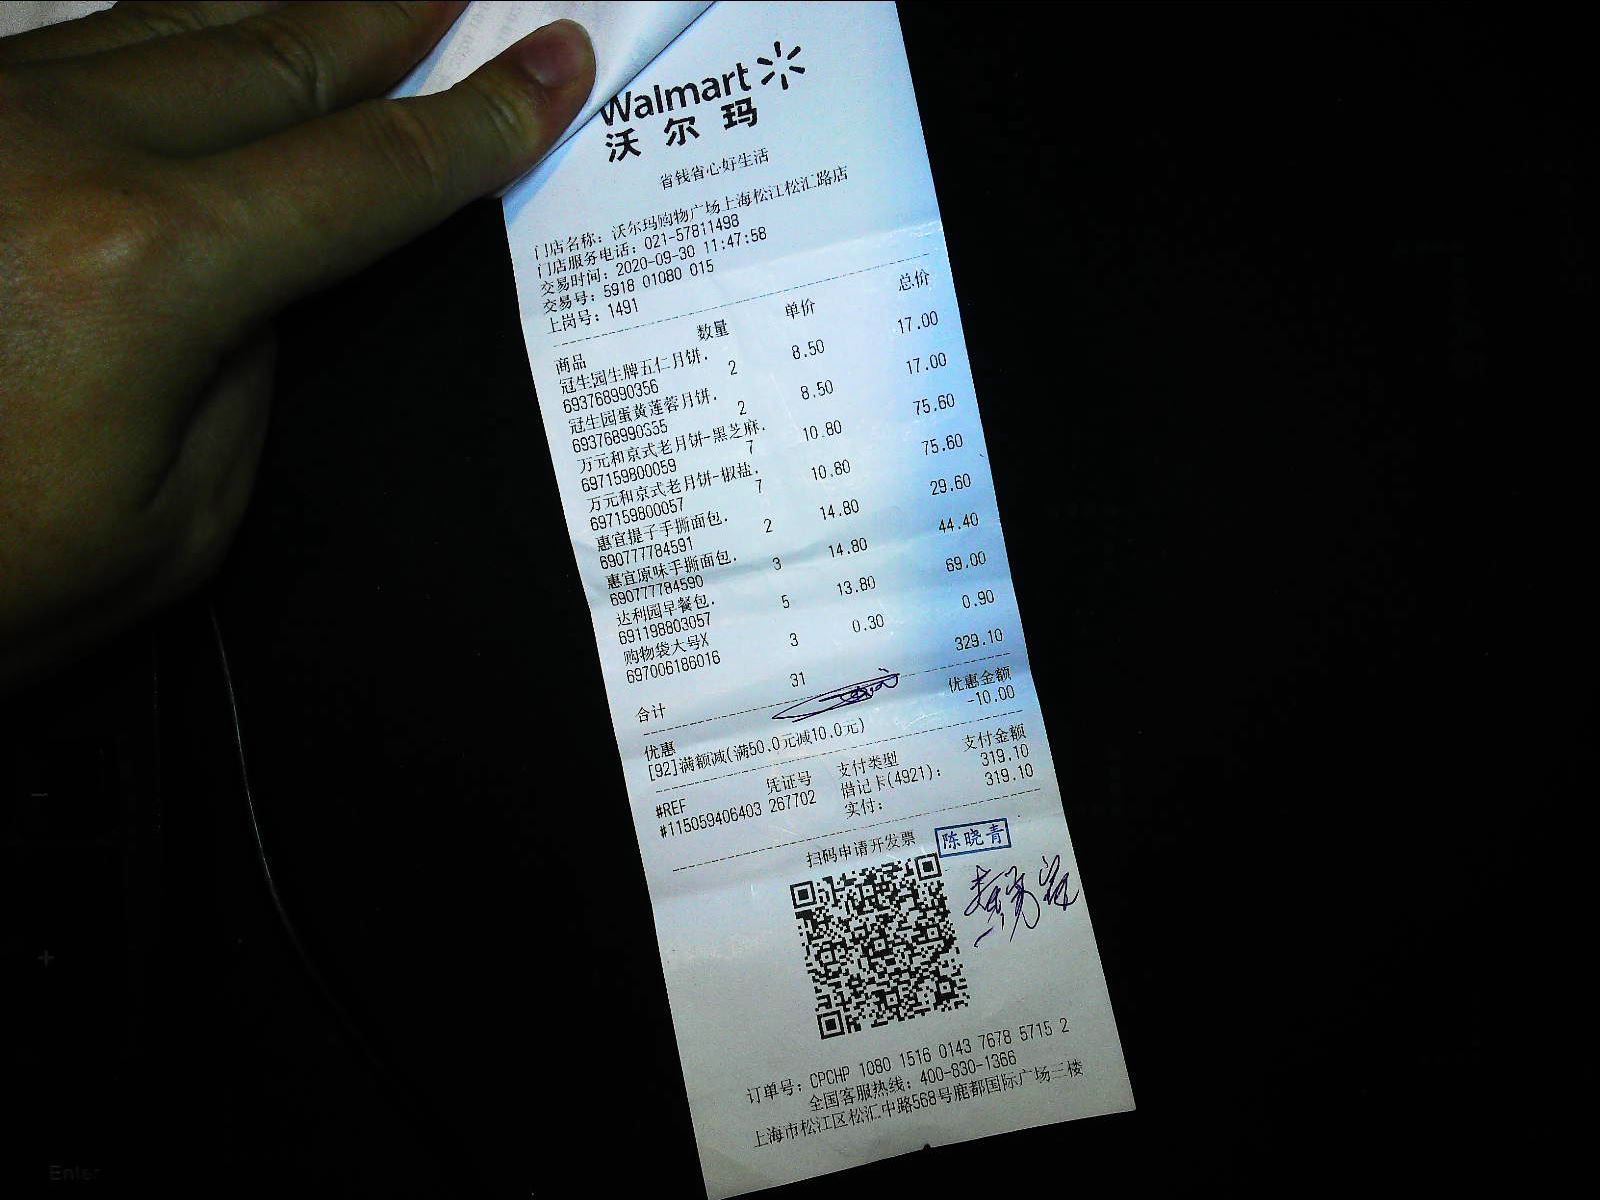 Walmart
沃尔玛
省钱省心好生活
门店名称：沃尔玛购物广场上海松江松汇路店
门店服务电话：021-57811498
交易时间：2020-09-30 11:47:58
交易号：5918 01080 015
上岗号：1491
商品 数量 单价 总价
冠生园生牌五仁月饼. 2 8.50 17.00
693768990356
冠生园蛋黄莲蓉月饼. 2 8.50 17.00
693768990355
万元和京式老月饼-黑芝麻. 7 10.80 75.60
697159800059
万元和京式老月饼-椒盐. 7 10.80 75.60
697159800057
惠宜提子手撕面包. 2 14.80 29.60
690777784591
惠宜原味手撕面包. 3 14.80 44.40
690777784590
达利园早餐包. 5 13.80 69.00
691198803057
购物袋大号X 3 0.30 0.90
697006186016
合计 31 329.10
优惠 优惠金额
[92]满额减(满50.0元减10.0元) -10.00
#REF 凭证号 支付类型 支付金额
#115059406403 267702 借记卡(4921)： 319.10
实付： 319.10
扫码申请开发票
陈晓青
订单号：CPCHP 1080 1516 0143 7678 5715 2
全国客服热线：400-830-1366
上海市松江区松汇中路568号鹿都国际广场三楼
Enter